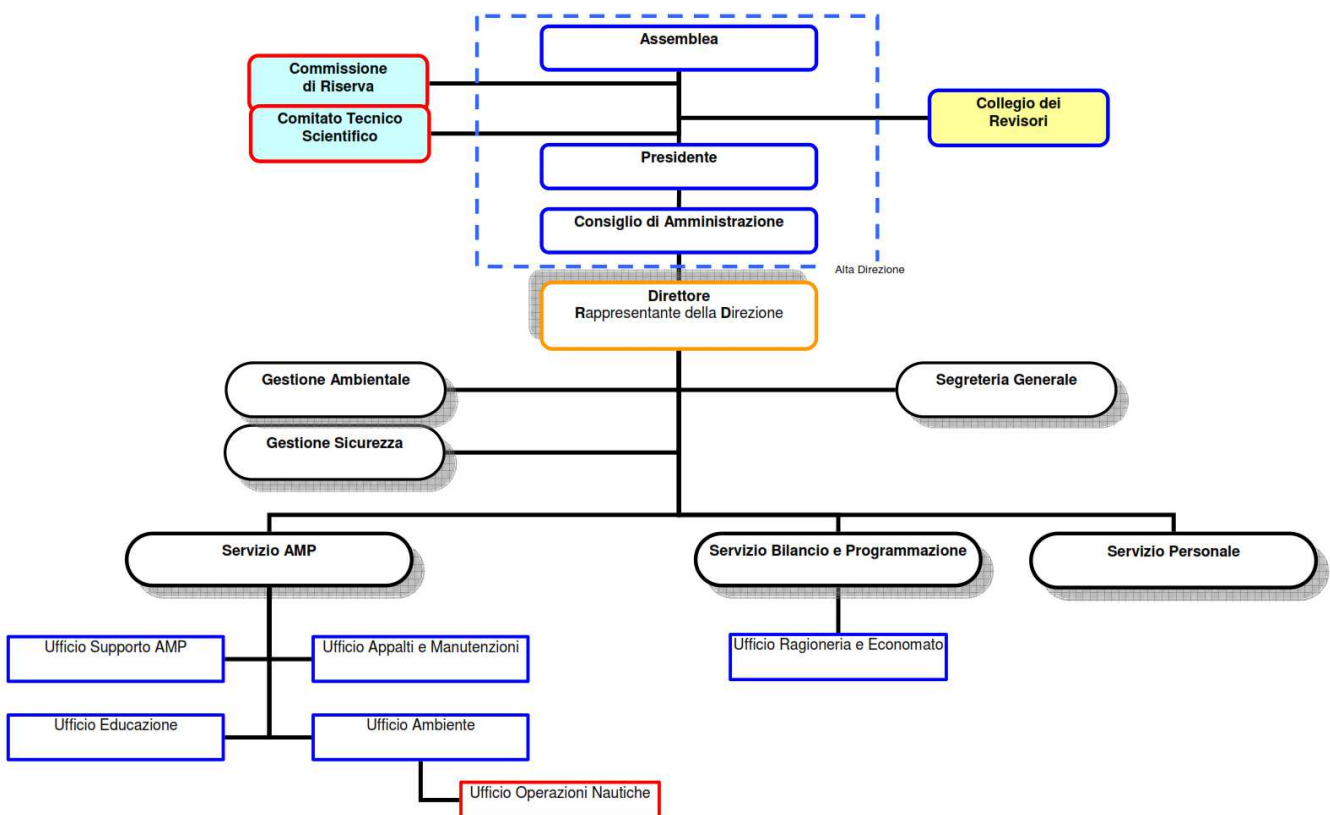 Assemblea
Commissione
di Riserva
Comitato Tecnico
Scientifico
Collegio dei
Revisori
Presidente
Consiglio di Amministrazione
Alta Direzione
Direttore
Rappresentante della Direzione
Gestione Ambientale
Segreteria Generale
Gestione Sicurezza
Servizio AMP
Servizio Bilancio e Programmazione
Servizio Personale
Ufficio Supporto AMP
Ufficio Appalti e Manutenzioni
Ufficio Ragioneria e Economato
Ufficio Educazione
Ufficio Ambiente
Ufficio Operazioni Nautiche